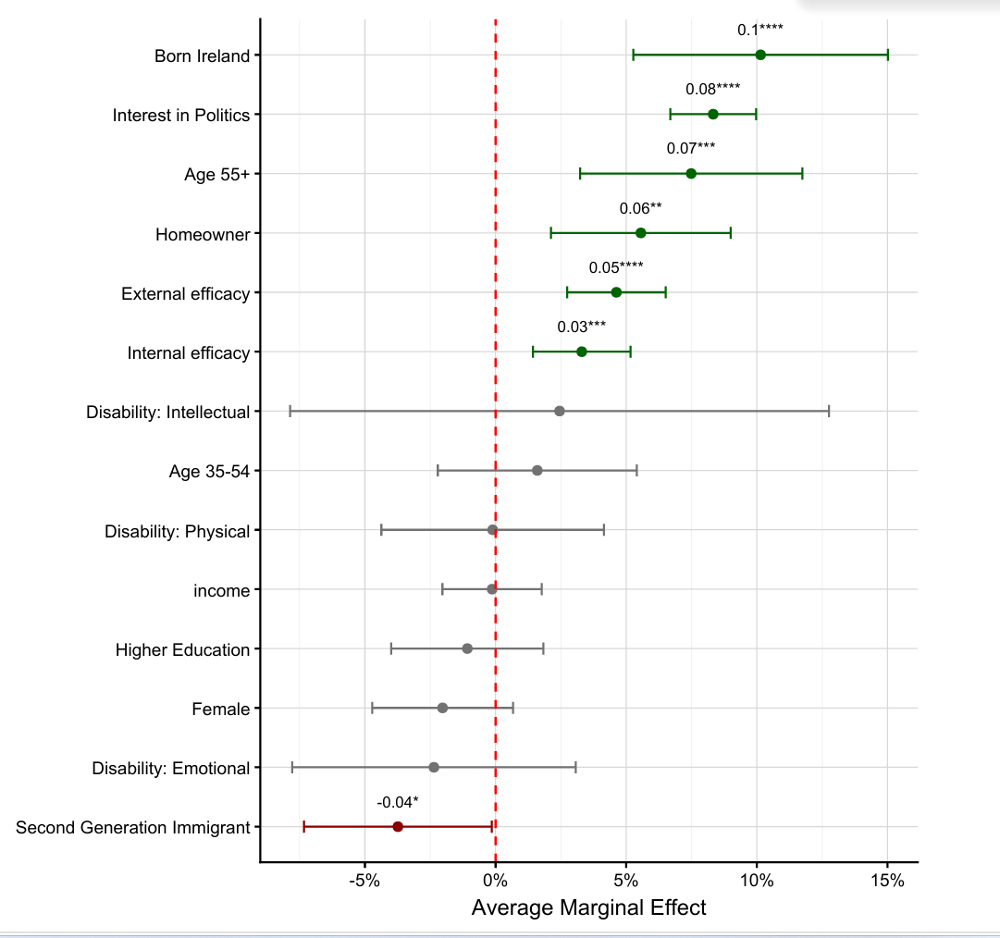 0.1****
Born Ireland
0.08****
Interest in Politics
0.07***
Age 55+
0.06**
Homeowner
0.05****
External efficacy
0.03***
Internal efficacy
Disability: Intellectual
Age 35-54
Disability: Physical
income
Higher Education
Female
Disability: Emotional
-0.04*
Second Generation Immigrant
-5% 0% 5% 10% 15%
Average Marginal Effect